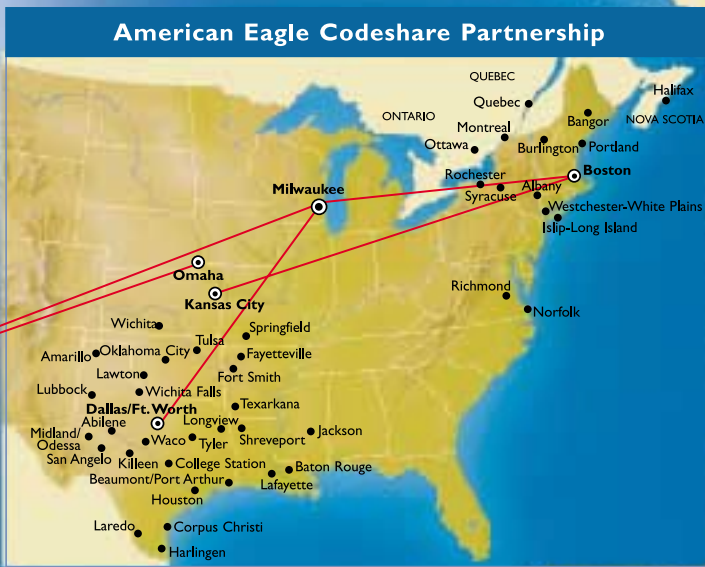 American Eagle Codeshare Partnership
QUEBEC
Halifax
Quebec
ONTARIO
NOVA SCOTIA
Bangor
Montreal
Ottawa
Burlington
Portland
Boston
Rochester
Syracuse
Albany
Milwaukee
Westchester-White Plains
Islip-Long Island
Omaha
Kansas City
Richmond
Norfolk
Wichita
Springfield
Tulsa
Amarillo
Oklahoma City
Fayetteville
Lawton
Fort Smith
Lubbock
Wichita Falls
Texarkana
Dallas/Ft. Worth
Abilene
Longview
Midland/
Odessa
Waco
Tyler
Shreveport
Jackson
San Angelo
Killeen
College Station
Baton Rouge
Beaumont/Port Arthur
Lafayette
Houston
Laredo
Corpus Christi
Harlingen